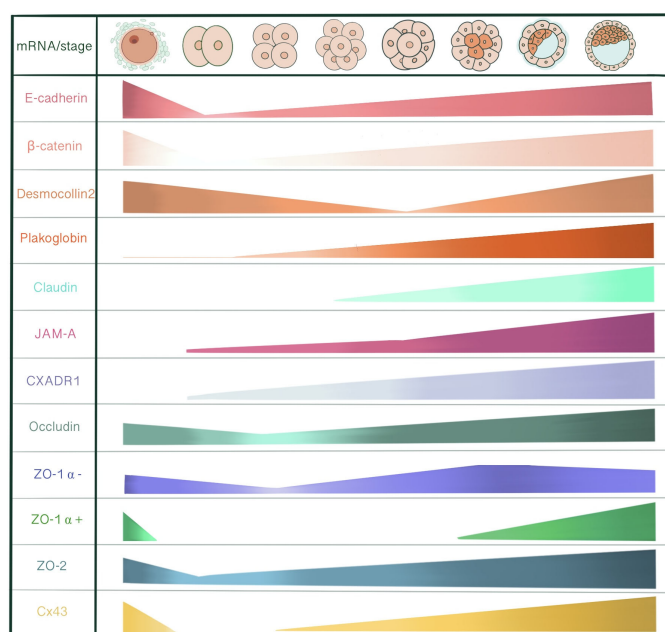 mRNA/stage
E-cadherin
β-catenin
Desmocollin2
Plakoglobin
Claudin
JAM-A
CXADR1
Occludin
ZO-1 α -
ZO-1 α +
ZO-2
Cx43